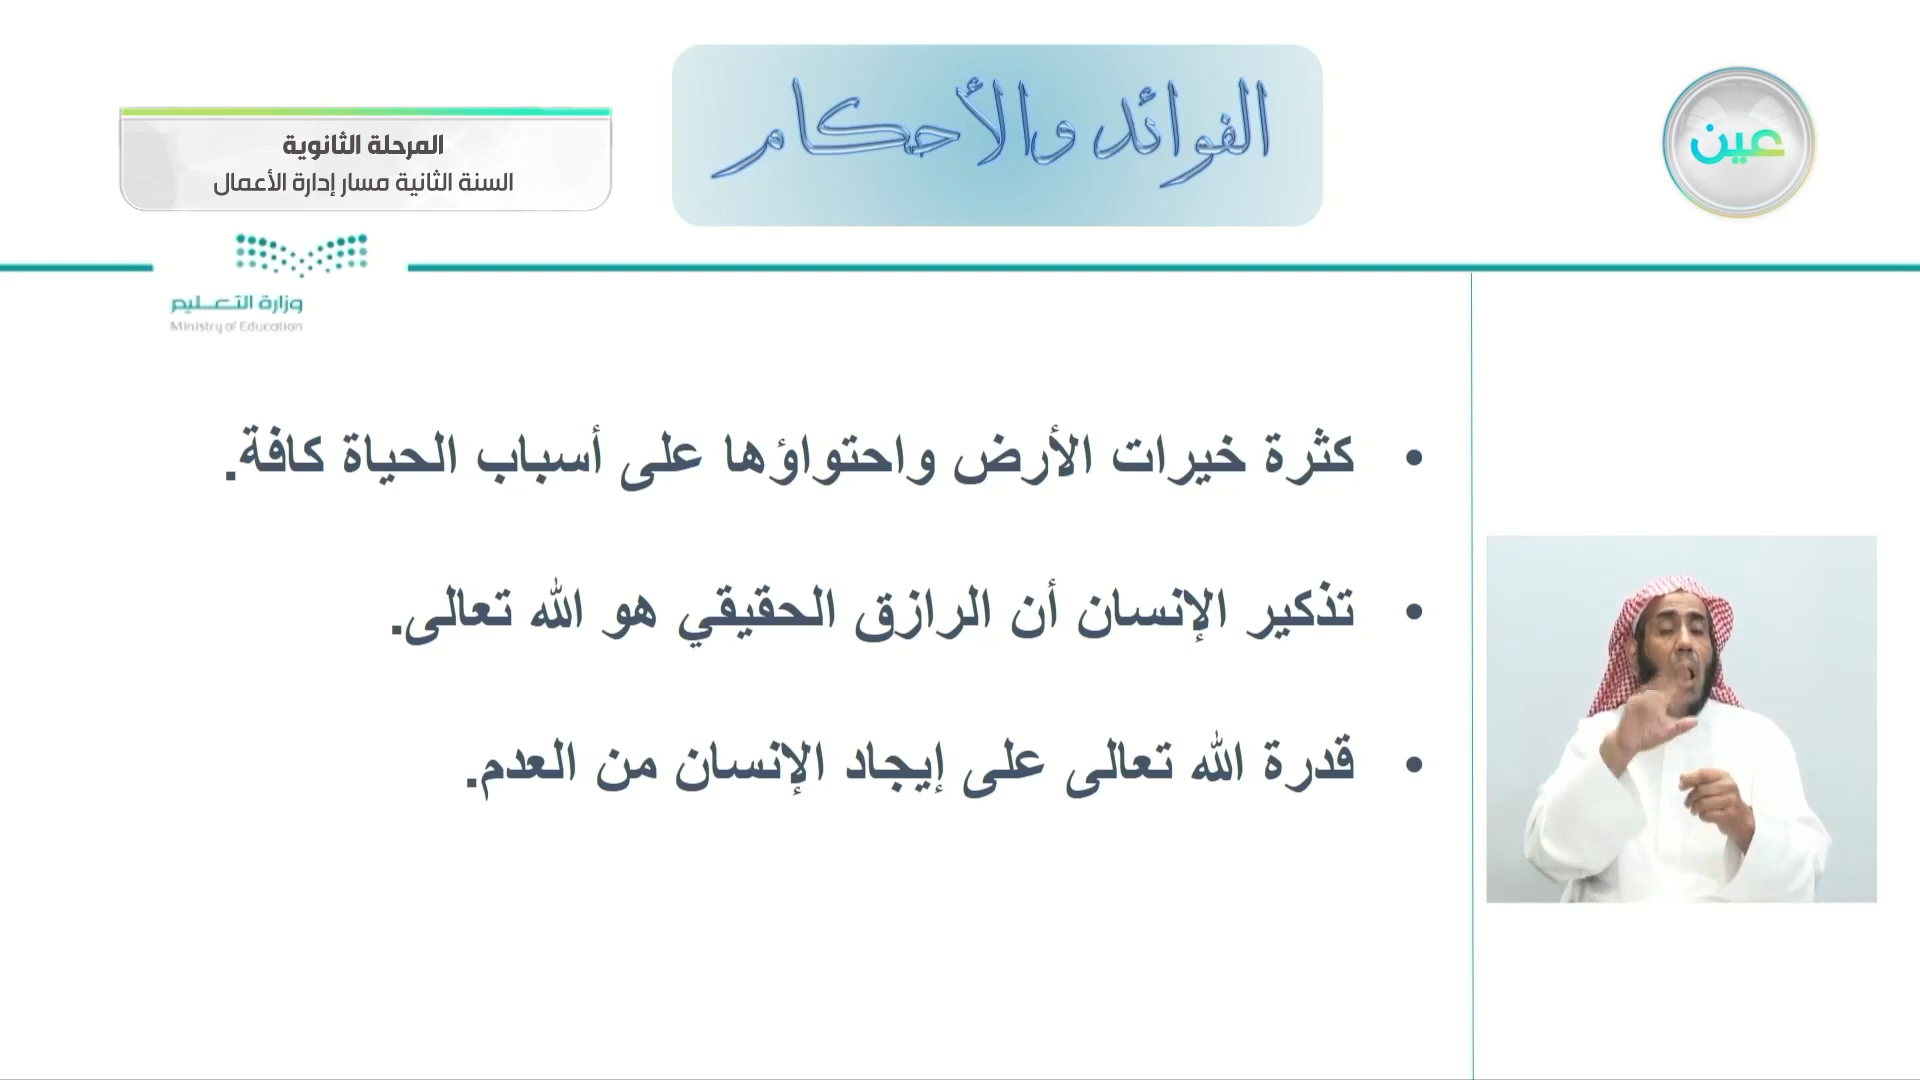 الفوائد والأحكام
عين
المرحلة الثانوية
السنة الثانية مسار إدارة الأعمال
وزارة التعليم
Ministry of Education
• كثرة خيرات الأرض واحتواؤها على أسباب الحياة كافة.
• تذكير الإنسان أن الرازق الحقيقي هو الله تعالى.
• قدرة الله تعالى على إيجاد الإنسان من العدم.